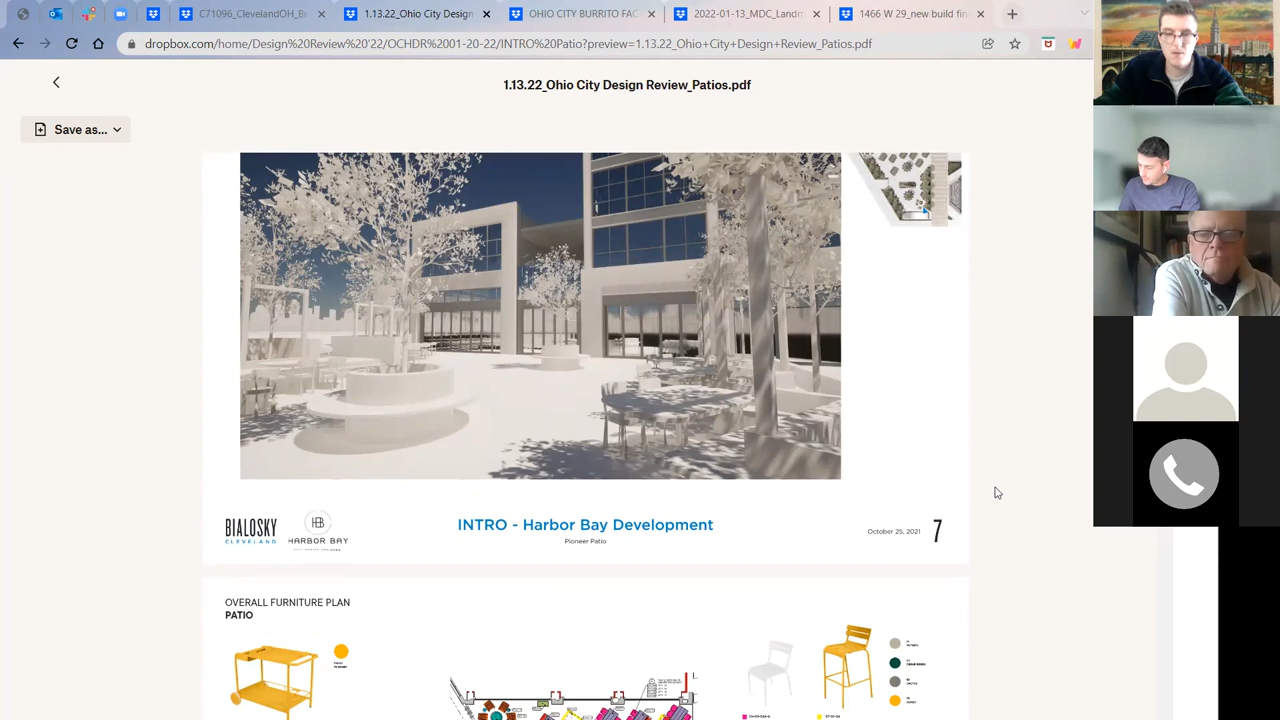 C71096_ClevelandOH_Br
1.13.22_Ohio City Design
OHIO CITY BURRITO FAC
2022-01-13_MDC_Landm
1466 W 29_new build fin
dropbox.com/home/Design%20Review%20'22/OCHDR%2001-20-22/INTRO%20Patio?preview=1.13.22_Ohio+City+Design+Review_Patios.pdf
1.13.22_Ohio City Design Review_Patios.pdf
Save as...
BIALOSKY
CLEVELAND
HB
HARBOR BAY
INTRO - Harbor Bay Development
Pioneer Patio
October 25, 2021
7
OVERALL FURNITURE PLAN
PATIO